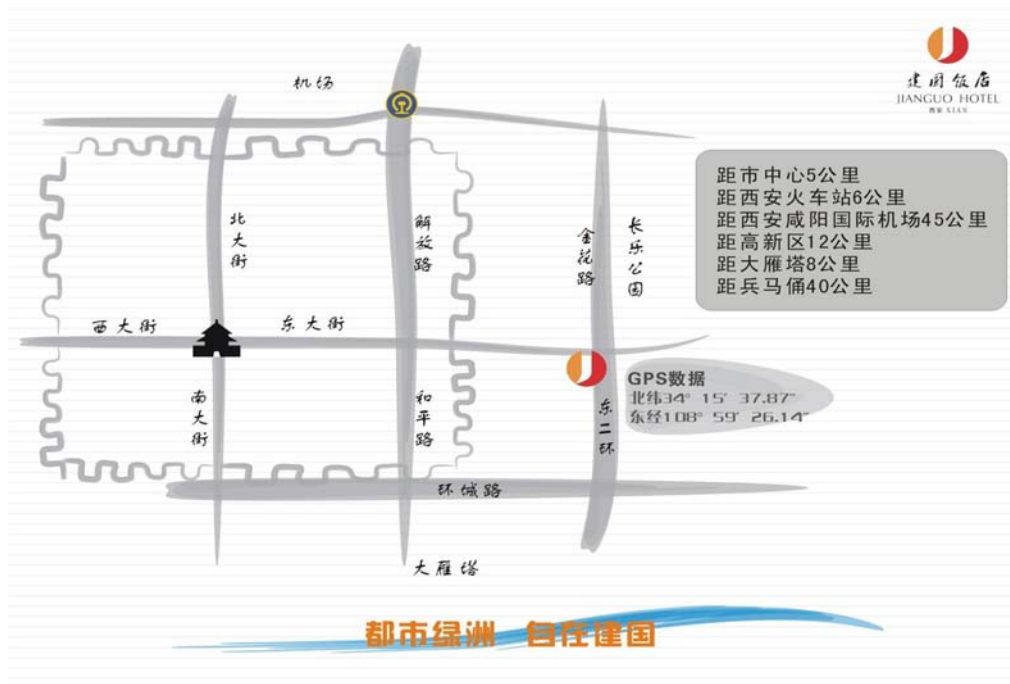 机场
建国饭店
JIANGUO HOTEL
西安 XIAN
距市中心5公里
距西安火车站6公里
距西安咸阳国际机场45公里
距高新区12公里
距大雁塔8公里
距兵马俑40公里
北大街
解放路
金花路
长乐公园
西大街
东大街
GPS数据
北纬34° 15′ 37.87″
东经108° 59′ 26.14″
南大街
和平路
东二环
环城路
大雁塔
都市绿洲 自在建国